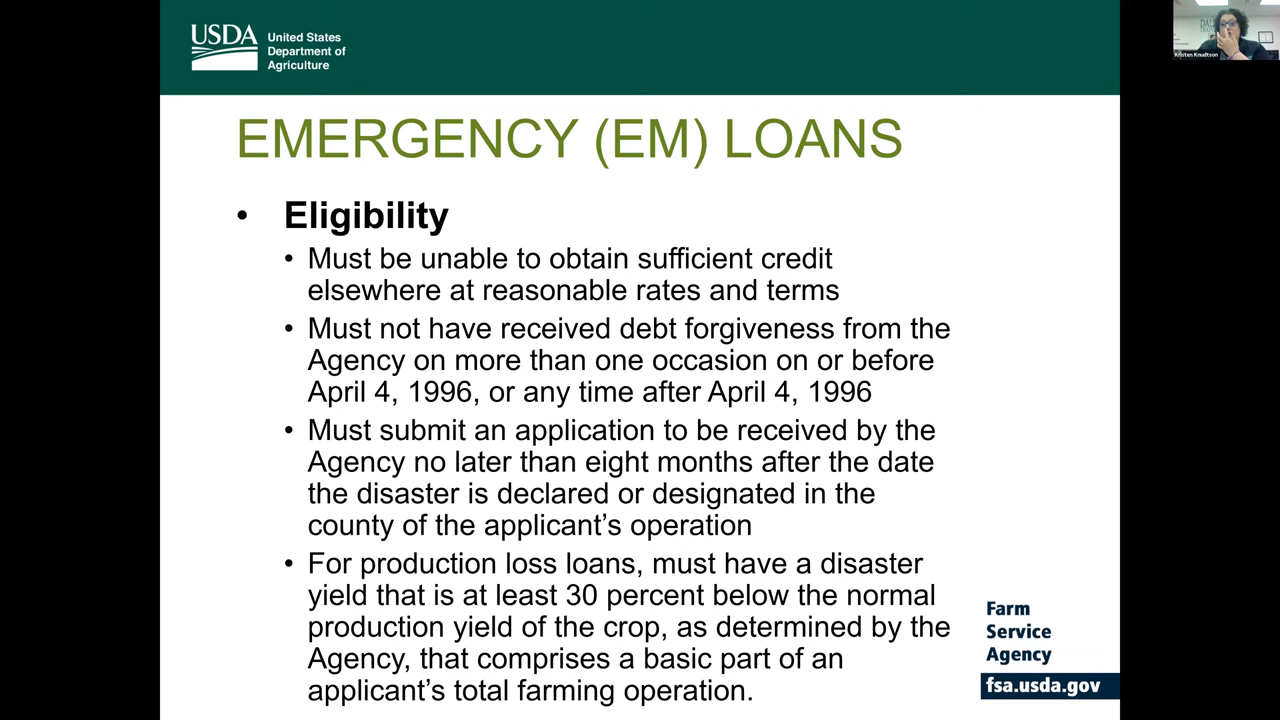 USDA
United States
Department of
Agriculture
Kristen Knudtson
EMERGENCY (EM) LOANS
• Eligibility
• Must be unable to obtain sufficient credit
elsewhere at reasonable rates and terms
• Must not have received debt forgiveness from the
Agency on more than one occasion on or before
April 4, 1996, or any time after April 4, 1996
• Must submit an application to be received by the
Agency no later than eight months after the date
the disaster is declared or designated in the
county of the applicant’s operation
• For production loss loans, must have a disaster
yield that is at least 30 percent below the normal
production yield of the crop, as determined by the
Agency, that comprises a basic part of an
applicant’s total farming operation.
Farm
Service
Agency
fsa.usda.gov